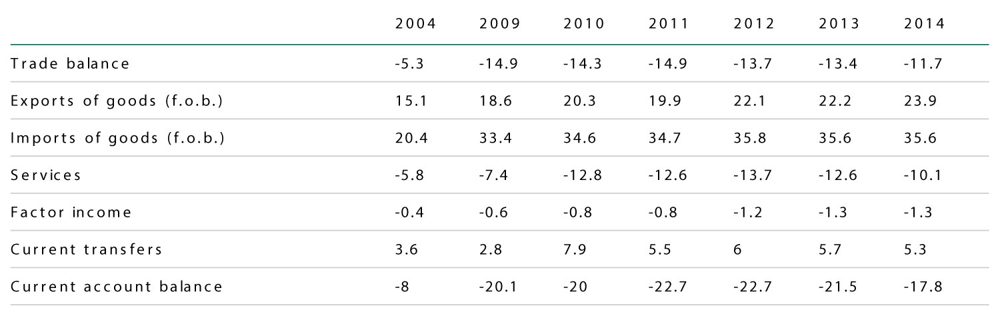 2004 2009 2010 2011 2012 2013 2014
Trade balance -5.3 -14.9 -14.3 -14.9 -13.7 -13.4 -11.7
Exports of goods (f.o.b.) 15.1 18.6 20.3 19.9 22.1 22.2 23.9
Imports of goods (f.o.b.) 20.4 33.4 34.6 34.7 35.8 35.6 35.6
Services -5.8 -7.4 -12.8 -12.6 -13.7 -12.6 -10.1
Factor income -0.4 -0.6 -0.8 -0.8 -1.2 -1.3 -1.3
Current transfers 3.6 2.8 7.9 5.5 6 5.7 5.3
Current account balance -8 -20.1 -20 -22.7 -22.7 -21.5 -17.8